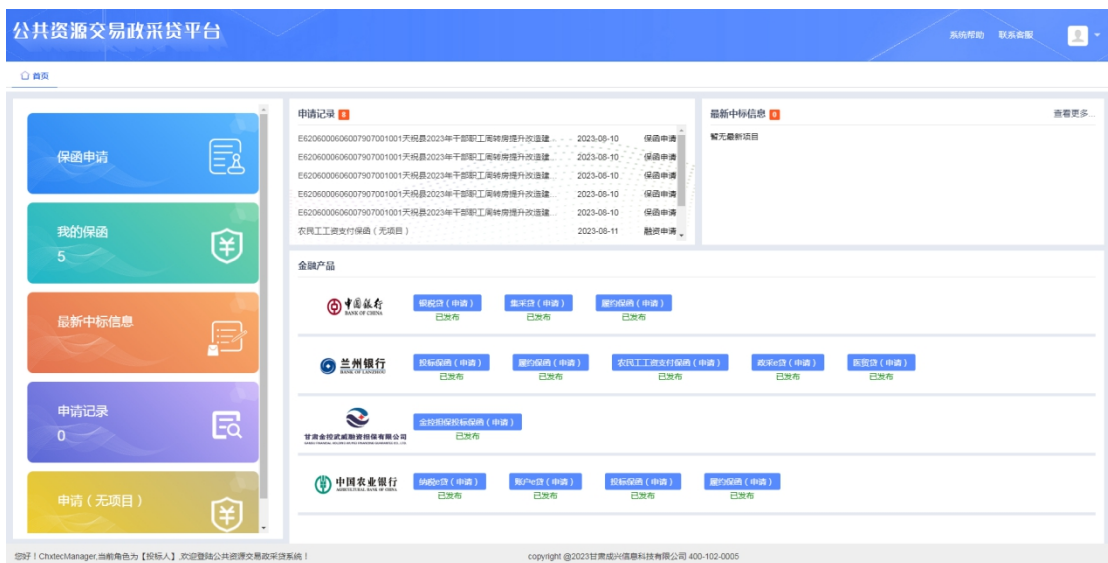 公共资源交易政采贷平台
系统帮助 联系客服
首页
保函申请
我的保函
5
最新中标信息
申请记录
0
申请（无项目）
申请记录 8
E6206000606007907001001天祝县2023年干部职工周转房提升改造建... 2023-08-10 保函申请
E6206000606007907001001天祝县2023年干部职工周转房提升改造建... 2023-08-10 保函申请
E6206000606007907001001天祝县2023年干部职工周转房提升改造建... 2023-08-10 保函申请
E6206000606007907001001天祝县2023年干部职工周转房提升改造建... 2023-08-10 保函申请
E6206000606007907001001天祝县2023年干部职工周转房提升改造建... 2023-08-10 保函申请
农民工工资支付保函（无项目） 2023-08-11 融资申请
最新中标信息 0 查看更多...
暂无最新项目
金融产品
中国银行 银税贷（申请） 集采贷（申请） 履约保函（申请）
BANK OF CHINA 已发布 已发布 已发布
兰州银行 投标保函（申请） 履约保函（申请） 农民工工资支付保函（申请） 政采e贷（申请） 医贸贷（申请）
BANK OF LANZHOU 已发布 已发布 已发布 已发布 已发布
金控担保投标保函（申请）
甘肃金控武威融资担保有限公司 已发布
中国农业银行 纳税e贷（申请） 账户e贷（申请） 投标保函（申请） 履约保函（申请）
AGRICULTURAL BANK OF CHINA 已发布 已发布 已发布 已发布
您好！ChxtecManager,当前角色为【投标人】,欢迎登陆公共资源交易政采贷系统！ copyright @2023甘肃成兴信息科技有限公司 400-102-0005